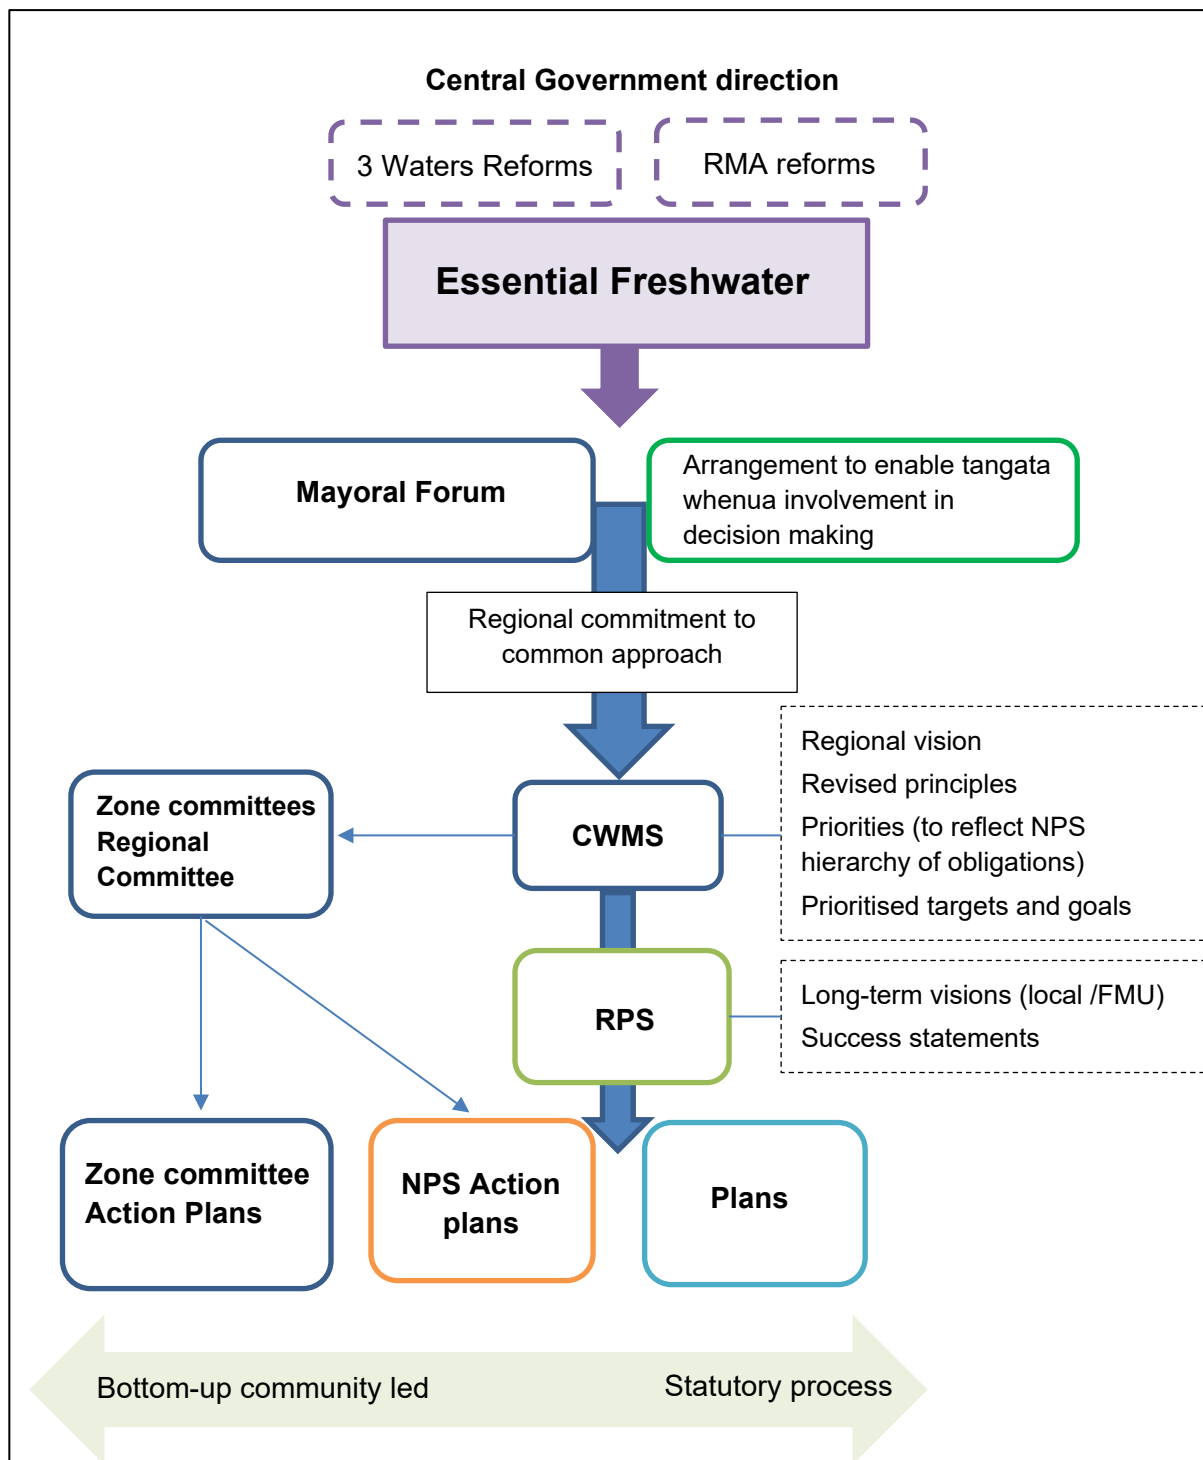 Central Government direction
3 Waters Reforms
RMA reforms
Essential Freshwater
Mayoral Forum
Arrangement to enable tangata
whenua involvement in
decision making
Regional commitment to
common approach
Regional vision
Revised principles
Priorities (to reflect NPS
hierarchy of obligations)
Prioritised targets and goals
Zone committees
Regional
Committee
CWMS
RPS
Long-term visions (local /FMU)
Success statements
Zone committee
Action Plans
NPS Action
plans
Plans
Bottom-up community led
Statutory process